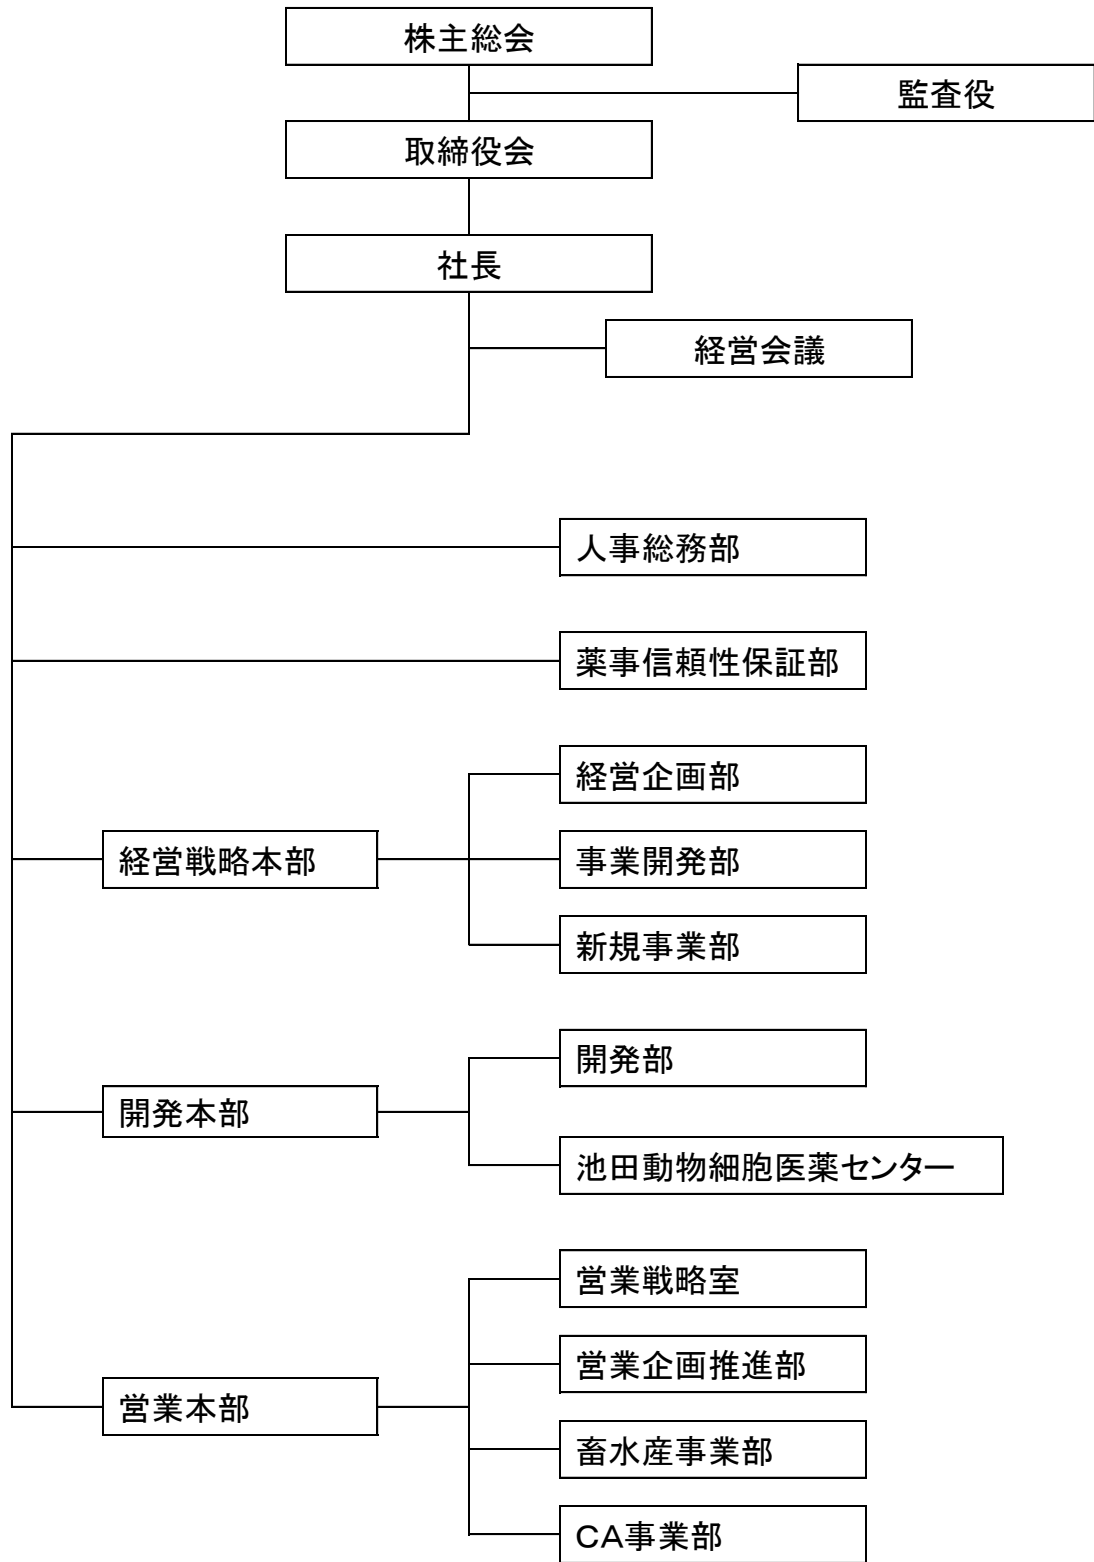 株主総会
監査役
取締役会
社長
経営会議
人事総務部
薬事信頼性保証部
経営企画部
経営戦略本部
事業開発部
新規事業部
開発部
開発本部
池田動物細胞医薬センター
営業戦略室
営業企画推進部
営業本部
畜水産事業部
CA事業部